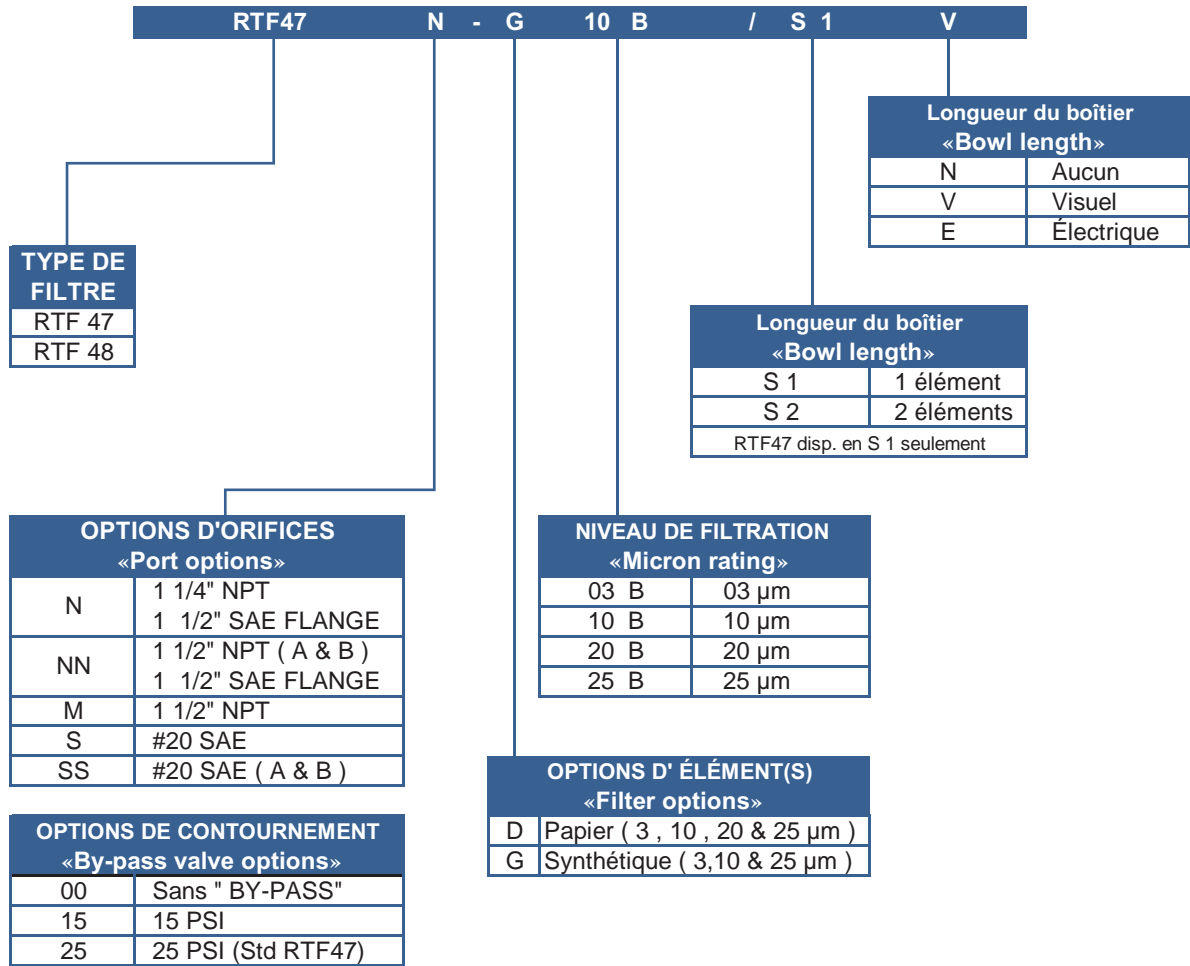 RTF47 N - G 10 B / S 1 V
Longueur du boîtier
«Bowl length»
N Aucun
V Visuel
E Électrique
TYPE DE
FILTRE
RTF 47
RTF 48
Longueur du boîtier
«Bowl length»
S 1 1 élément
S 2 2 éléments
RTF47 disp. en S 1 seulement
OPTIONS D'ORIFICES
«Port options»
N 1 1/4" NPT
1 1/2" SAE FLANGE
NN 1 1/2" NPT ( A & B )
1 1/2" SAE FLANGE
M 1 1/2" NPT
S #20 SAE
SS #20 SAE ( A & B )
NIVEAU DE FILTRATION
«Micron rating»
03 B 03 µm
10 B 10 µm
20 B 20 µm
25 B 25 µm
OPTIONS D' ÉLÉMENT(S)
«Filter options»
D Papier ( 3 , 10 , 20 & 25 µm )
G Synthétique ( 3,10 & 25 µm )
OPTIONS DE CONTOURNEMENT
«By-pass valve options»
00 Sans " BY-PASS"
15 15 PSI
25 25 PSI (Std RTF47)